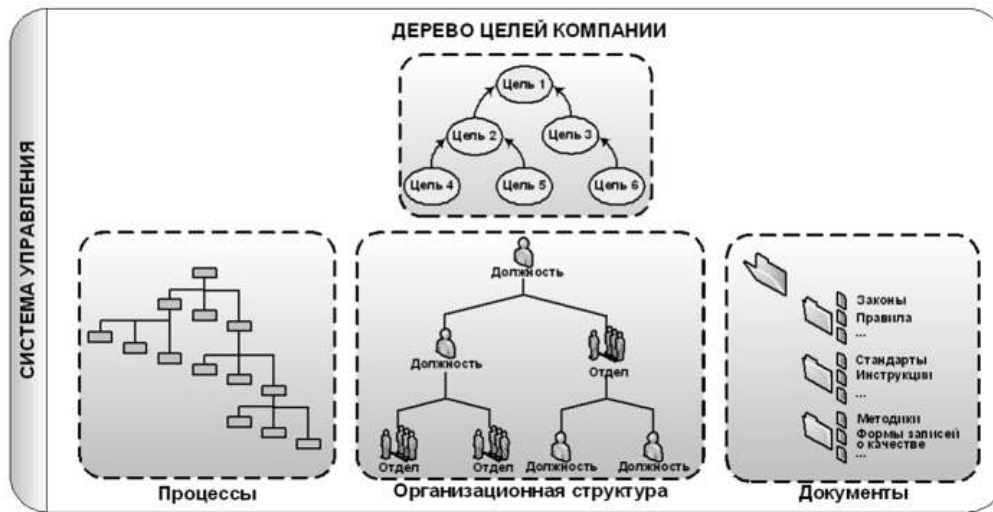 СИСТЕМА УПРАВЛЕНИЯ
ДЕРЕВО ЦЕЛЕЙ КОМПАНИИ
Цель 1
Цель 2
Цель 3
Цель 4
Цель 5
Цель 6
Должность
Должность
Отдел
Отдел
Отдел
Должность
Должность
Законы
Правила
...
Стандарты
Инструкции
...
Методики
Формы записей
о качестве
...
Процессы
Организационная структура
Документы